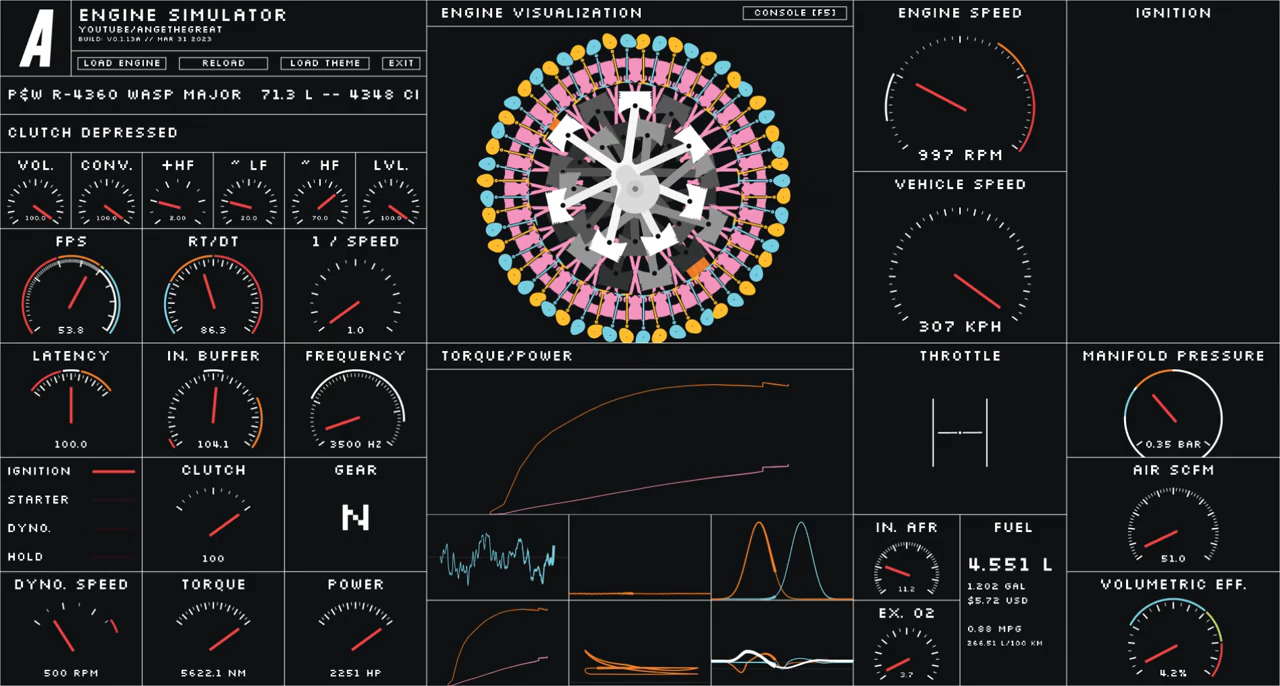 A
ENGINE SIMULATOR
YOUTUBE/ANGETHEGREAT
BUILD: V0.1.13A // MAR 31 2023
LOAD ENGINE
RELOAD
LOAD THEME
EXIT
P&W R-4360 WASP MAJOR 71.3 L -- 4348 CI
CLUTCH DEPRESSED
VOL.
100.0
CONV.
100.0
+HF
2.00
~ LF
20.0
~ HF
70.0
LVL.
100.0
FPS
53.8
RT/DT
86.3
1 / SPEED
1.0
LATENCY
100.0
IN. BUFFER
104.1
FREQUENCY
3500 HZ
IGNITION
STARTER
DYNO.
HOLD
CLUTCH
100
GEAR
N
DYNO. SPEED
500 RPM
TORQUE
5622.1 NM
POWER
2251 HP
ENGINE VISUALIZATION
CONSOLE [F5]
TORQUE/POWER
ENGINE SPEED
997 RPM
VEHICLE SPEED
307 KPH
THROTTLE
IN. AFR
11.2
EX. O2
3.7
FUEL
4.551 L
1.202 GAL
$5.72 USD
0.88 MPG
266.51 L/100 KM
IGNITION
MANIFOLD PRESSURE
0.35 BAR
AIR SCFM
51.0
VOLUMETRIC EFF.
4.2%